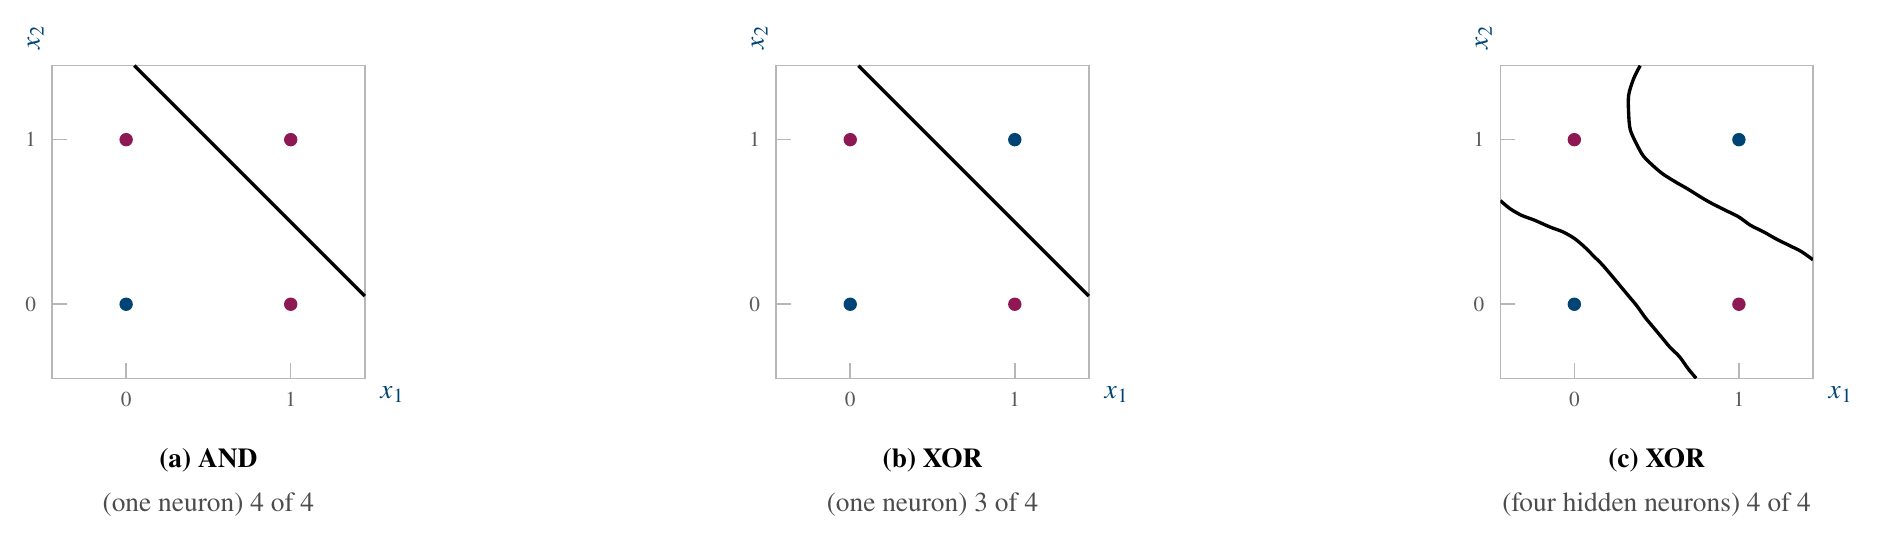 x₂
1
0
0 1
x₁
(a) AND
(one neuron) 4 of 4
x₂
1
0
0 1
x₁
(b) XOR
(one neuron) 3 of 4
x₂
1
0
0 1
x₁
(c) XOR
(four hidden neurons) 4 of 4